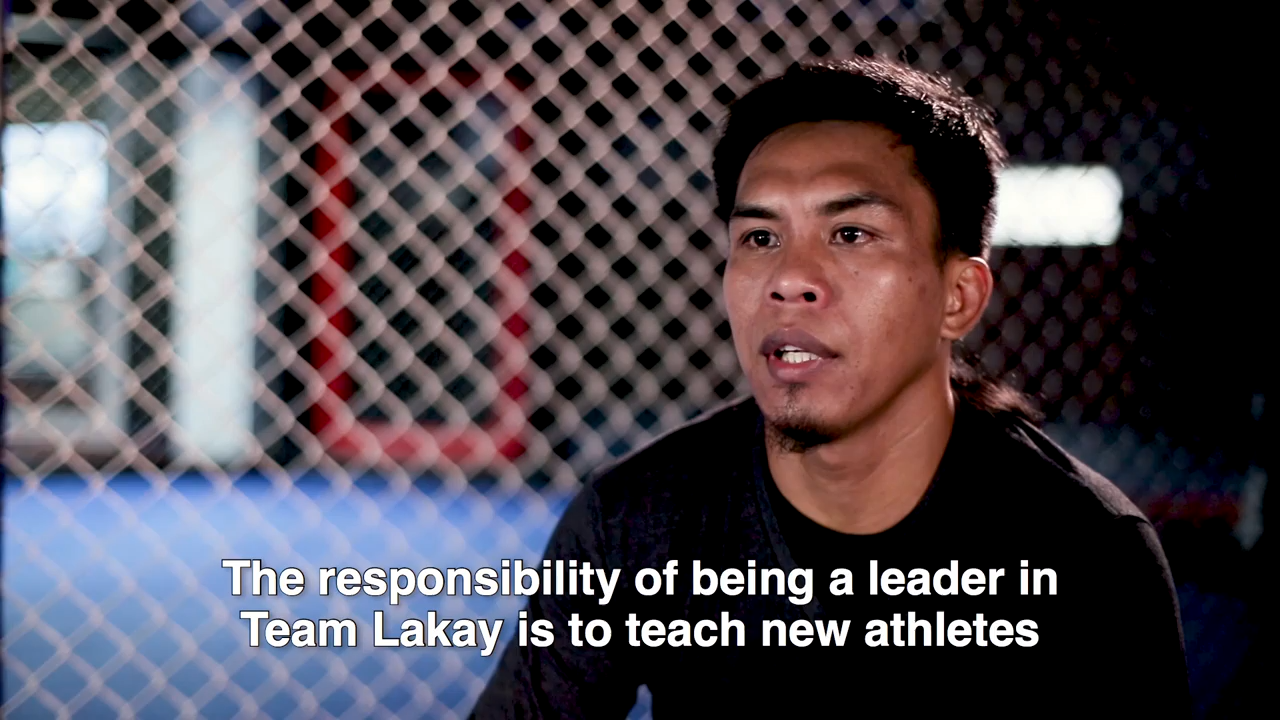 The responsibility of being a leader in
Team Lakay is to teach new athletes